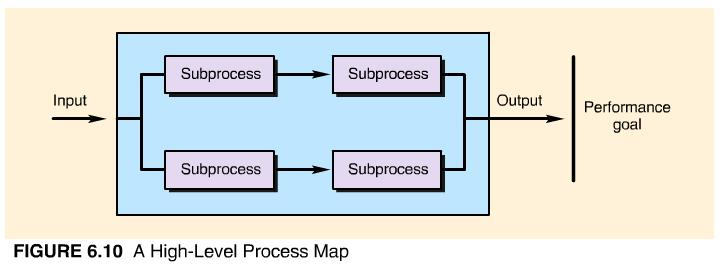 Subprocess
Subprocess
Input
Output
Performance
goal
Subprocess
Subprocess
FIGURE 6.10 A High-Level Process Map